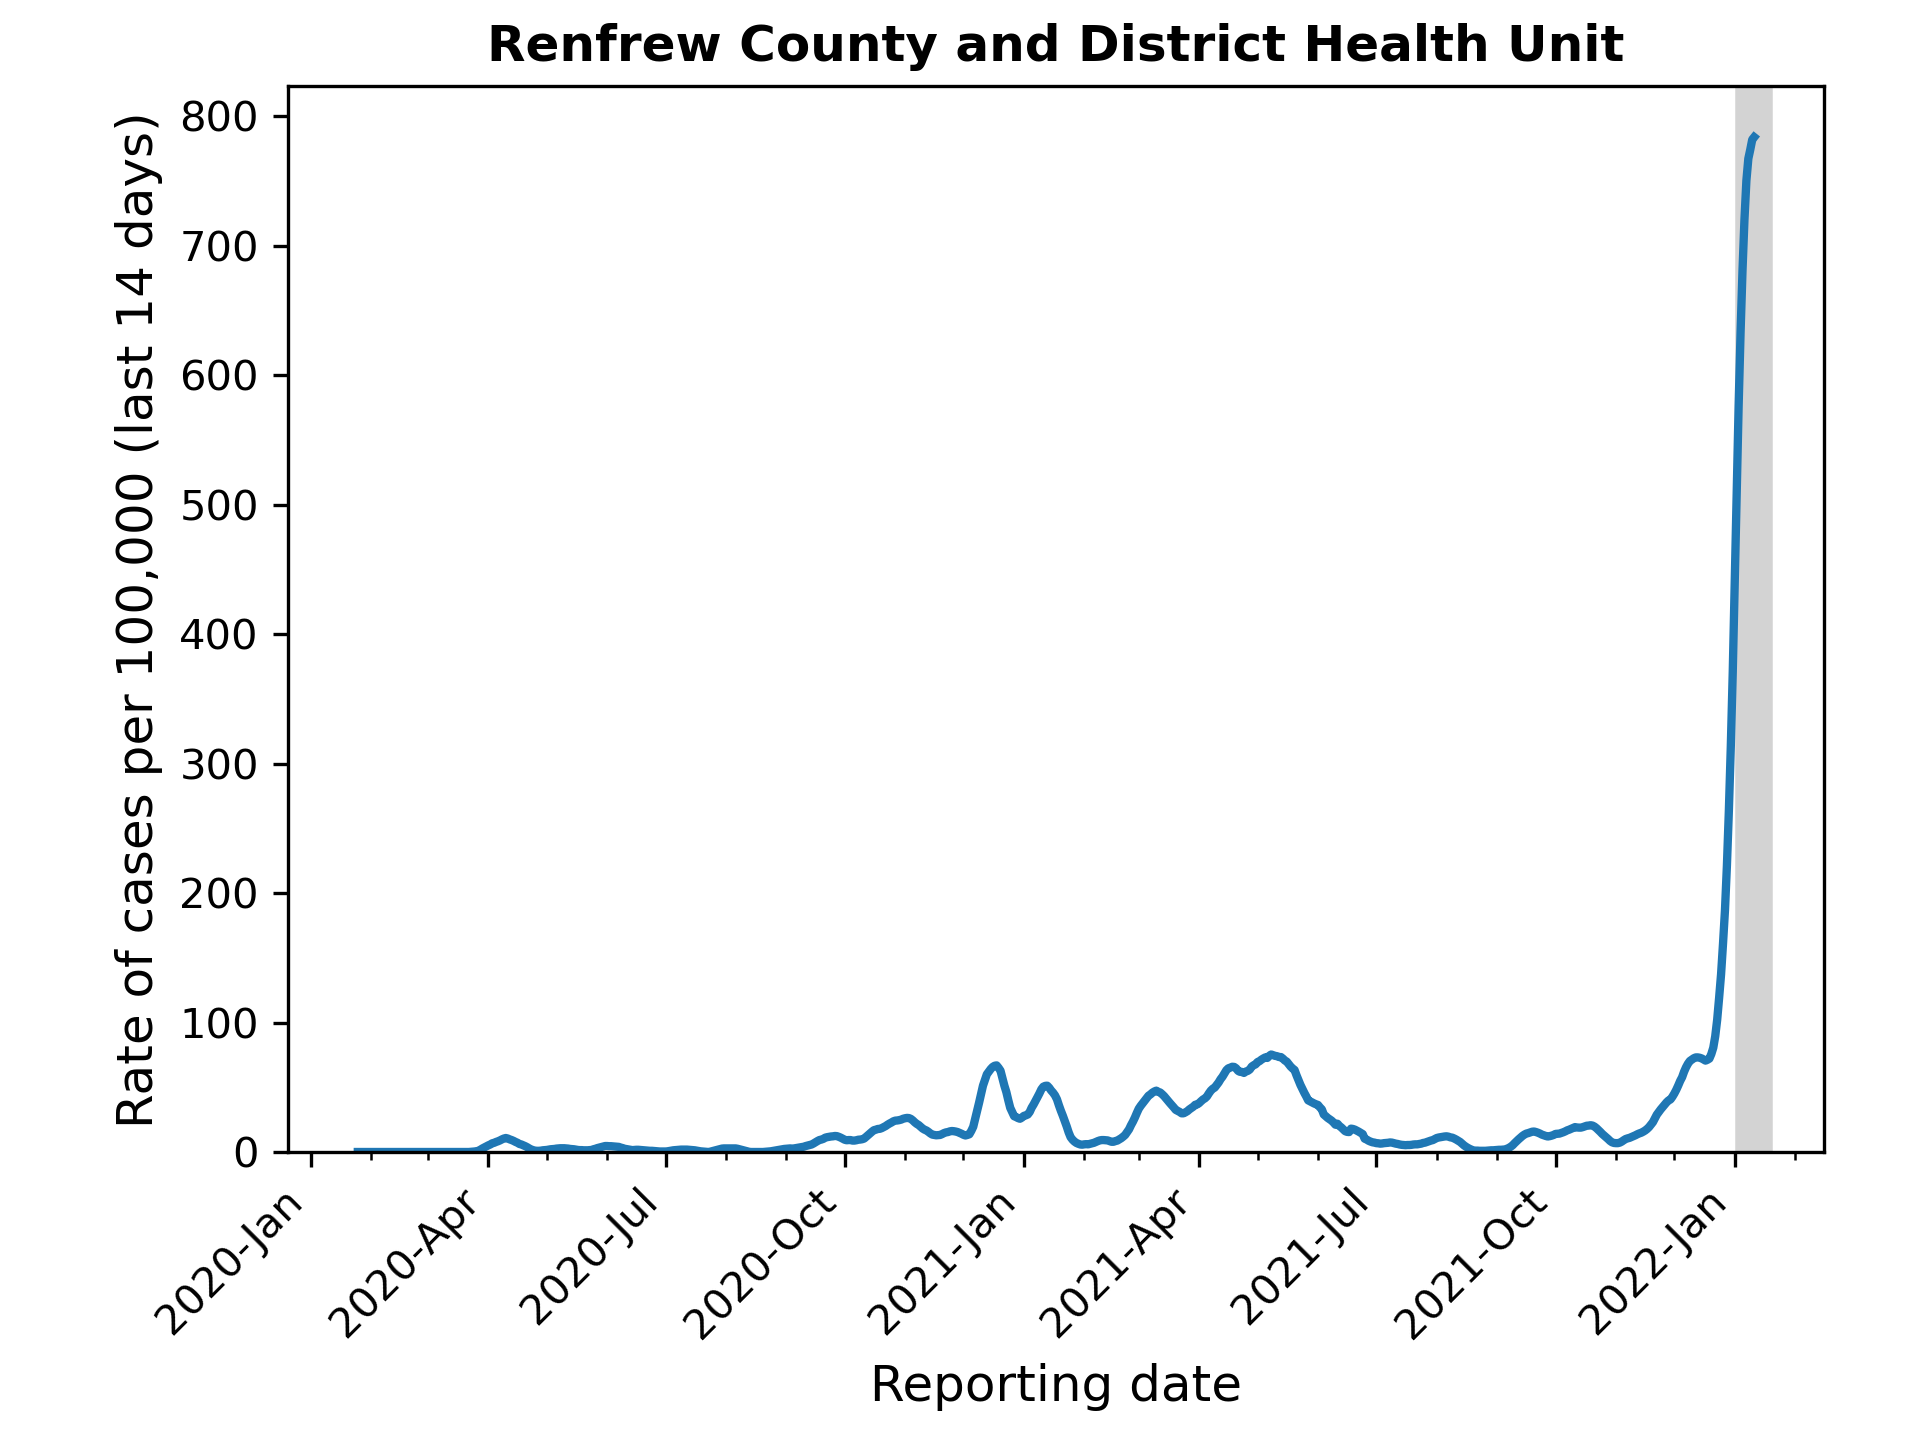 Renfrew County and District Health Unit
Rate of cases per 100,000 (last 14 days)
800
700
600
500
400
300
200
100
0
2020-Jan
2020-Apr
2020-Jul
2020-Oct
2021-Jan
2021-Apr
2021-Jul
2021-Oct
2022-Jan
Reporting date